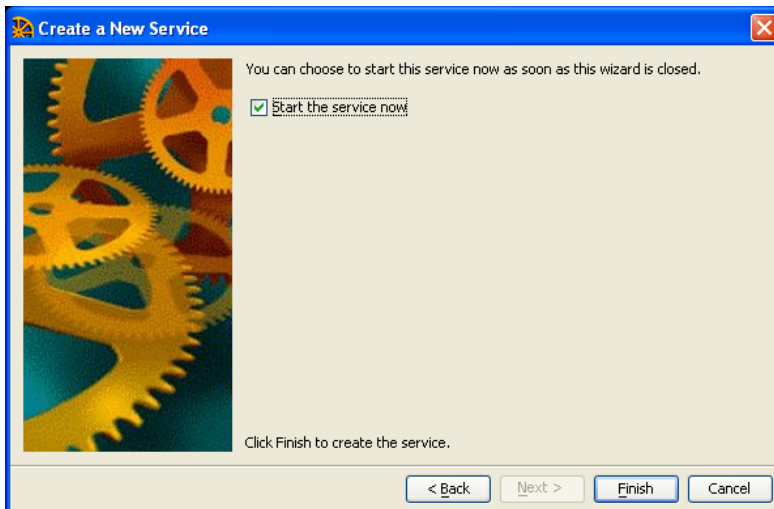 Create a New Service
You can choose to start this service now as soon as this wizard is closed.
Start the service now
Click Finish to create the service.
< Back
Next >
Finish
Cancel